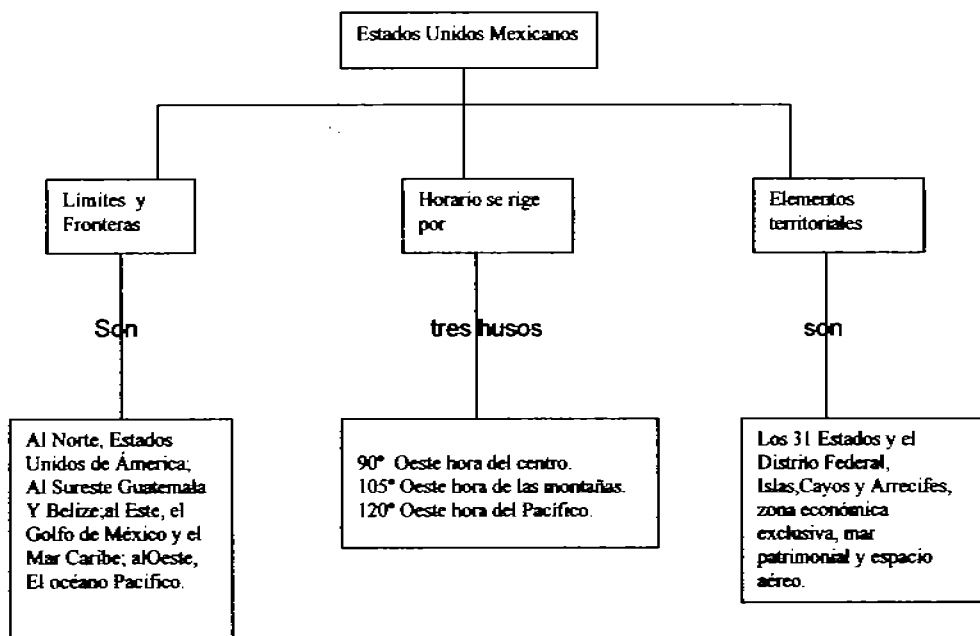 Estados Unidos Mexicanos
Límites y
Fronteras
Horario se rige
por
Elementos
territoriales
Son
tres husos
son
Al Norte, Estados
Unidos de Ámerica;
Al Sureste Guatemala
Y Belize;al Este, el
Golfo de México y el
Mar Caribe; alOeste,
El océano Pacífico.
90° Oeste hora del centro.
105° Oeste hora de las montañas.
120° Oeste hora del Pacífico.
Los 31 Estados y el
Distrito Federal,
Islas,Cayos y Arrecifes,
zona económica
exclusiva, mar
patrimonial y espacio
aéreo.